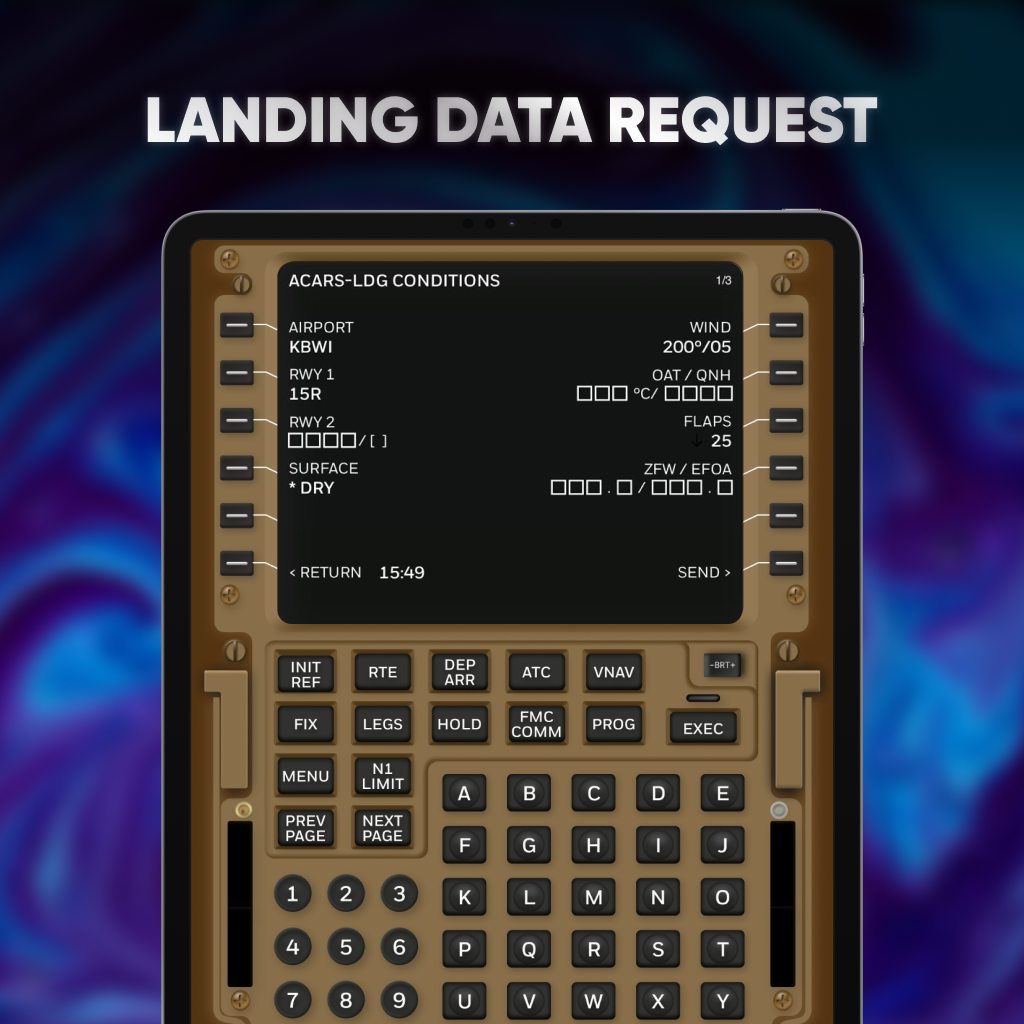 LANDING DATA REQUEST
ACARS-LDG CONDITIONS 1/3
AIRPORT WIND
KBWI 200°/05
RWY 1 OAT / QNH
15R □□□ °C/ □□□□
RWY 2 FLAPS
□□□□/[ ] ↓ 25
SURFACE ZFW / EFOA
* DRY □□□.□/□□□.□
< RETURN 15:49 SEND >
INIT REF RTE DEP ARR ATC VNAV -BRT+
FIX LEGS HOLD FMC COMM PROG EXEC
MENU N1 LIMIT
PREV PAGE NEXT PAGE
A B C D E
F G H I J
1 2 3 K L M N O
4 5 6 P Q R S T
7 8 9 U V W X Y